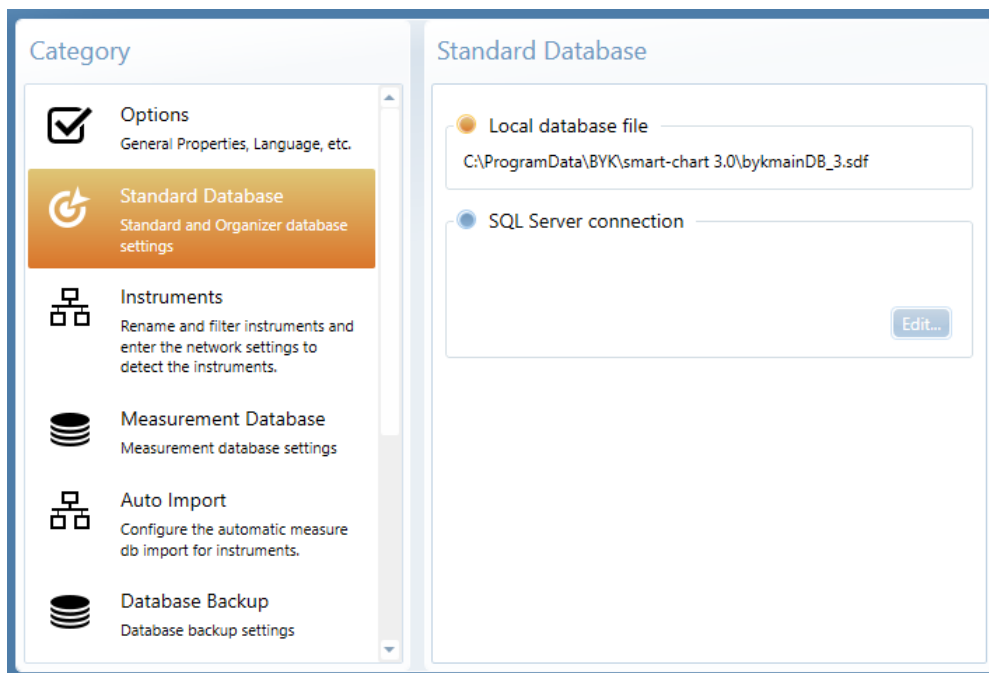 Category
Options
General Properties, Language, etc.
Standard Database
Standard and Organizer database
settings
Instruments
Rename and filter instruments and
enter the network settings to
detect the instruments.
Measurement Database
Measurement database settings
Auto Import
Configure the automatic measure
db import for instruments.
Database Backup
Database backup settings
Standard Database
Local database file
C:\ProgramData\BYK\smart-chart 3.0\bykmainDB_3.sdf
SQL Server connection
Edit...